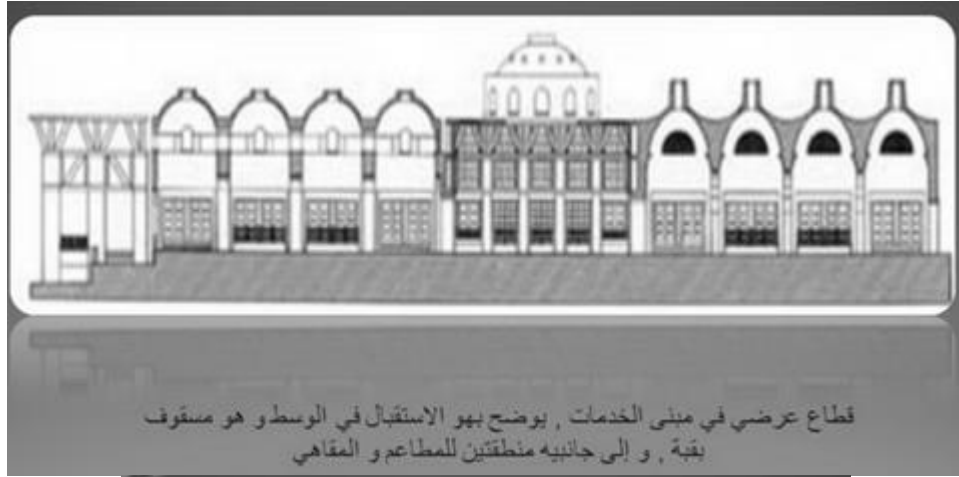 قطاع عرضي في مبنى الخدمات , يوضح بهو الاستقبال في الوسط و هو مسقوف
بقبة , و إلى جانبيه منطقتين للمطاعم و المقاهي